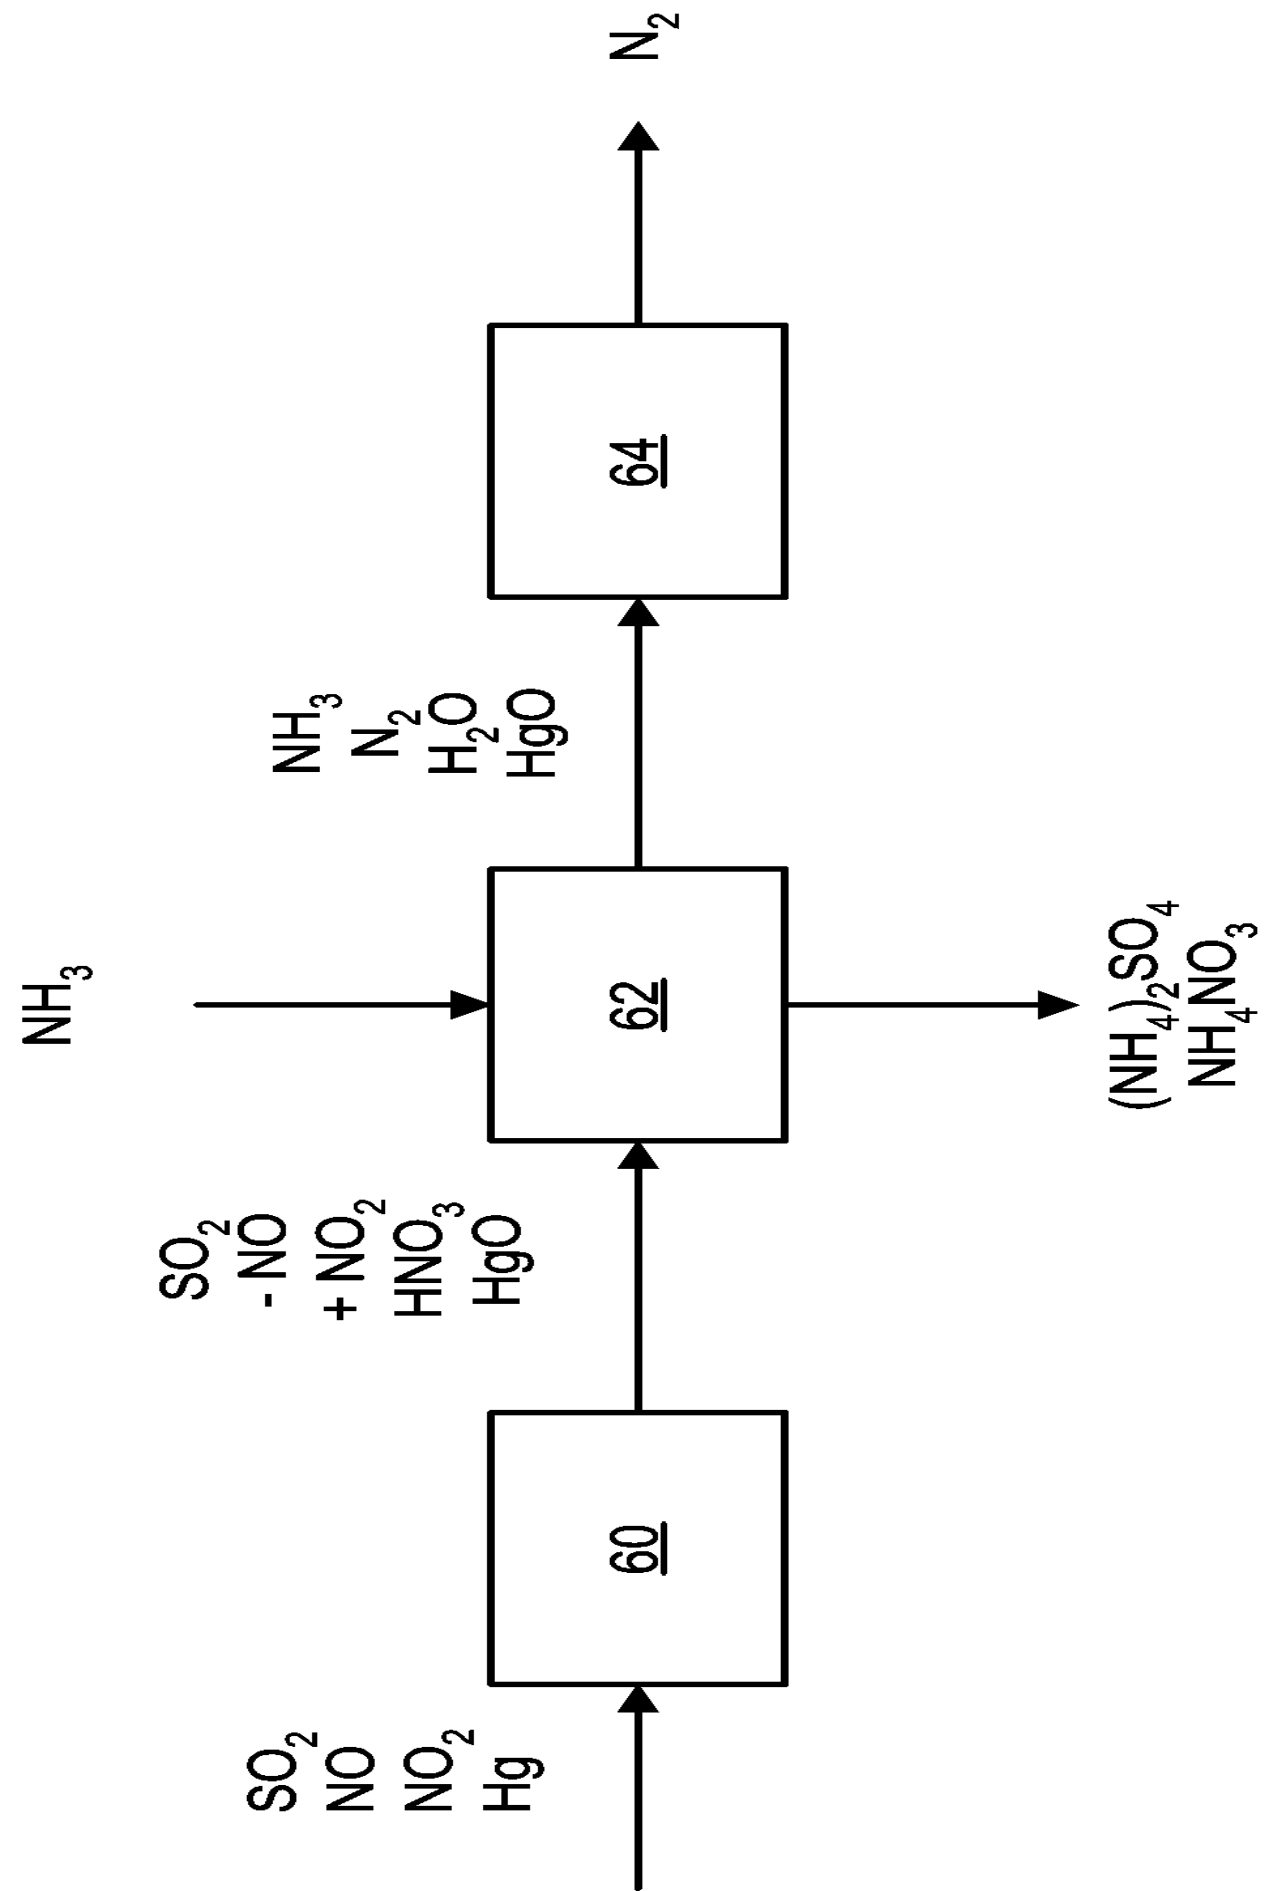 SO2
NO
NO2
Hg
60
SO2
- NO
+ NO2
HNO3
HgO
NH3
62
(NH4)2SO4
NH4NO3
NH3
N2
H2O
HgO
64
N2